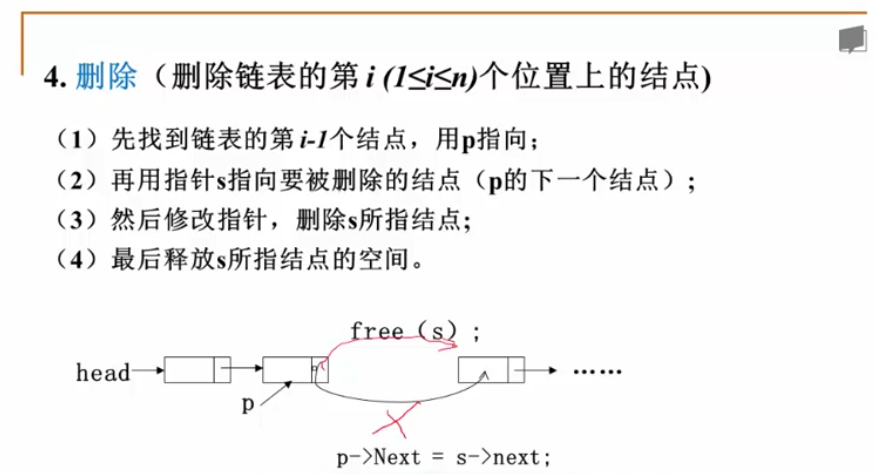 4. 删除（删除链表的第 i (1≤i≤n)个位置上的结点)
（1）先找到链表的第 i-1个结点，用p指向；
（2）再用指针s指向要被删除的结点（p的下一个结点）；
（3）然后修改指针，删除s所指结点；
（4）最后释放s所指结点的空间。
free（s）;
head
……
p
p->Next = s->next;